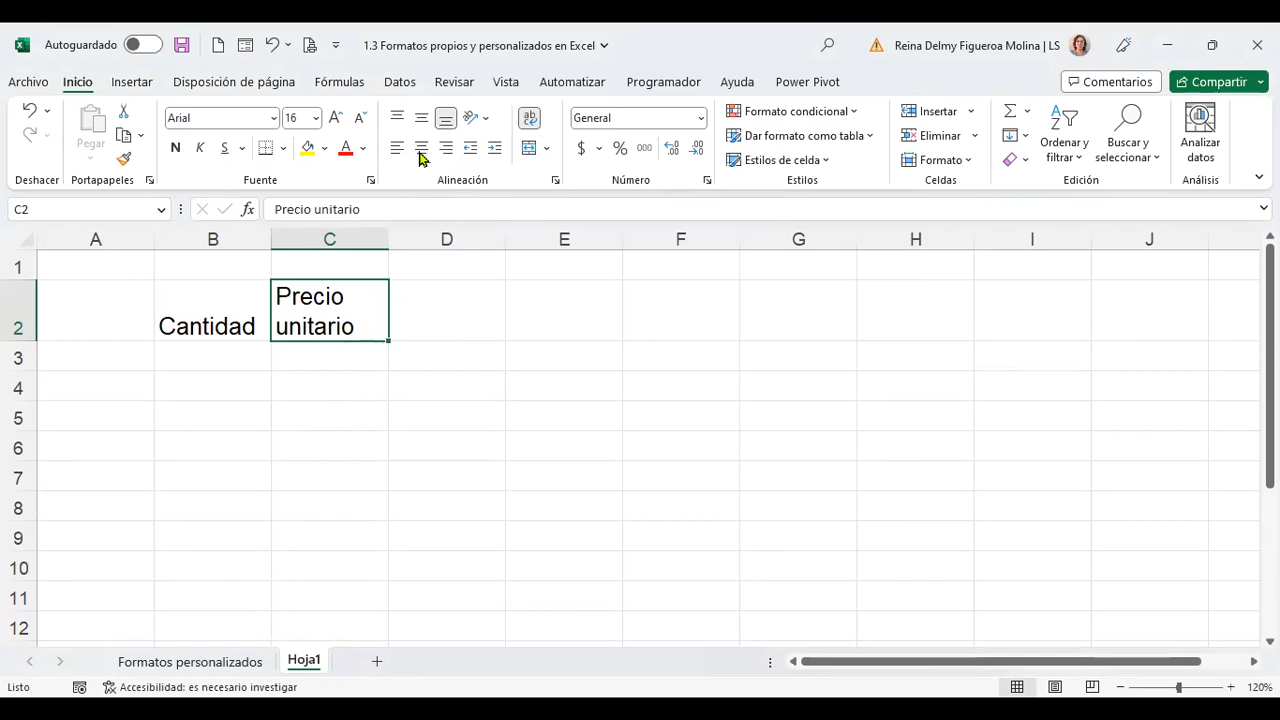 Autoguardado
1.3 Formatos propios y personalizados en Excel
Reina Delmy Figueroa Molina | LS
Archivo Inicio Insertar Disposición de página Fórmulas Datos Revisar Vista Automatizar Programador Ayuda Power Pivot Comentarios Compartir
Pegar
Arial 16
N K S A
ab
General
$ % 000
Formato condicional
Dar formato como tabla
Estilos de celda
Insertar
Eliminar
Formato
Ordenar y
filtrar
Buscar y
seleccionar
Analizar
datos
Deshacer Portapapeles Fuente Alineación Número Estilos Celdas Edición Análisis
C2 fx Precio unitario
A B C D E F G H I J
1
2 Cantidad Precio
unitario
3
4
5
6
7
8
9
10
11
12
Formatos personalizados Hoja1
Listo Accesibilidad: es necesario investigar 120%